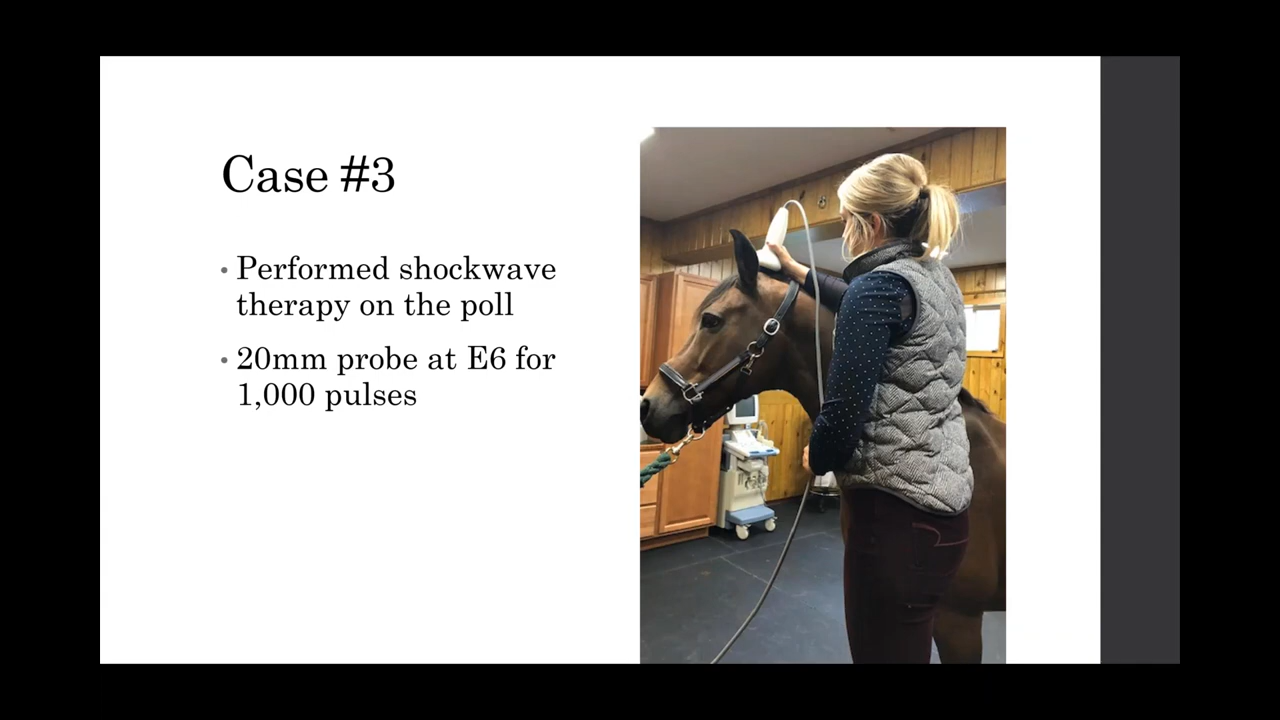 Case #3
• Performed shockwave
therapy on the poll
• 20mm probe at E6 for
1,000 pulses